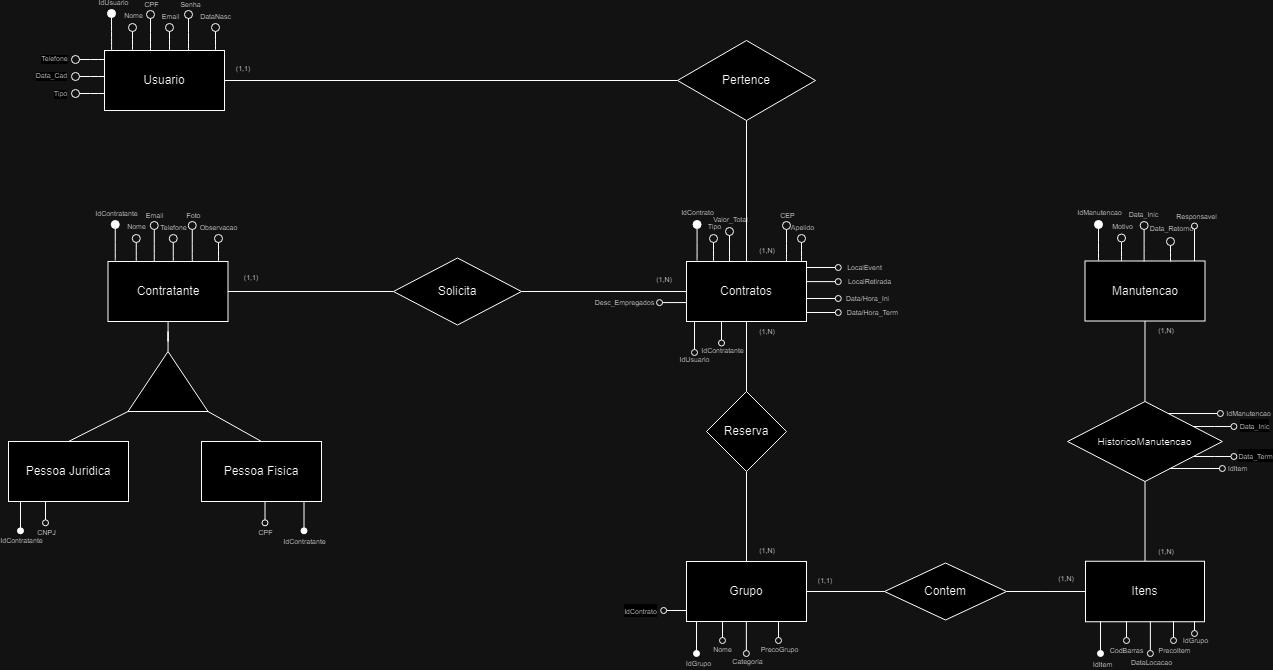 IdUsuario
CPF
Senha
Nome
Email
DataNasc
Telefone
Data_Cad
Tipo
Usuario
(1,1)
Pertence
IdContratante
Email
Foto
Nome
Telefone
Observacao
Contratante
(1,1)
Solicita
(1,N)
IdContrato
Valor_Total
Tipo
CEP
Apelido
(1,N)
Contratos
LocalEvent
LocalRetirada
Data/Hora_Ini
Data/Hora_Term
Desc_Empregados
IdUsuario
IdContratante
(1,N)
IdManutencao
Data_Inic
Responsavel
Motivo
Data_Retorno
Manutencao
(1,N)
Pessoa Juridica
Pessoa Fisica
IdContratante
CNPJ
CPF
IdContratante
Reserva
HistoricoManutencao
IdManutencao
Data_Inic
Data_Term
IdItem
(1,N)
(1,N)
Grupo
(1,1)
Contem
(1,N)
Itens
IdContrato
IdGrupo
Nome
Categoria
PrecoGrupo
IdItem
CodBarras
DataLocacao
PrecoItem
IdGrupo